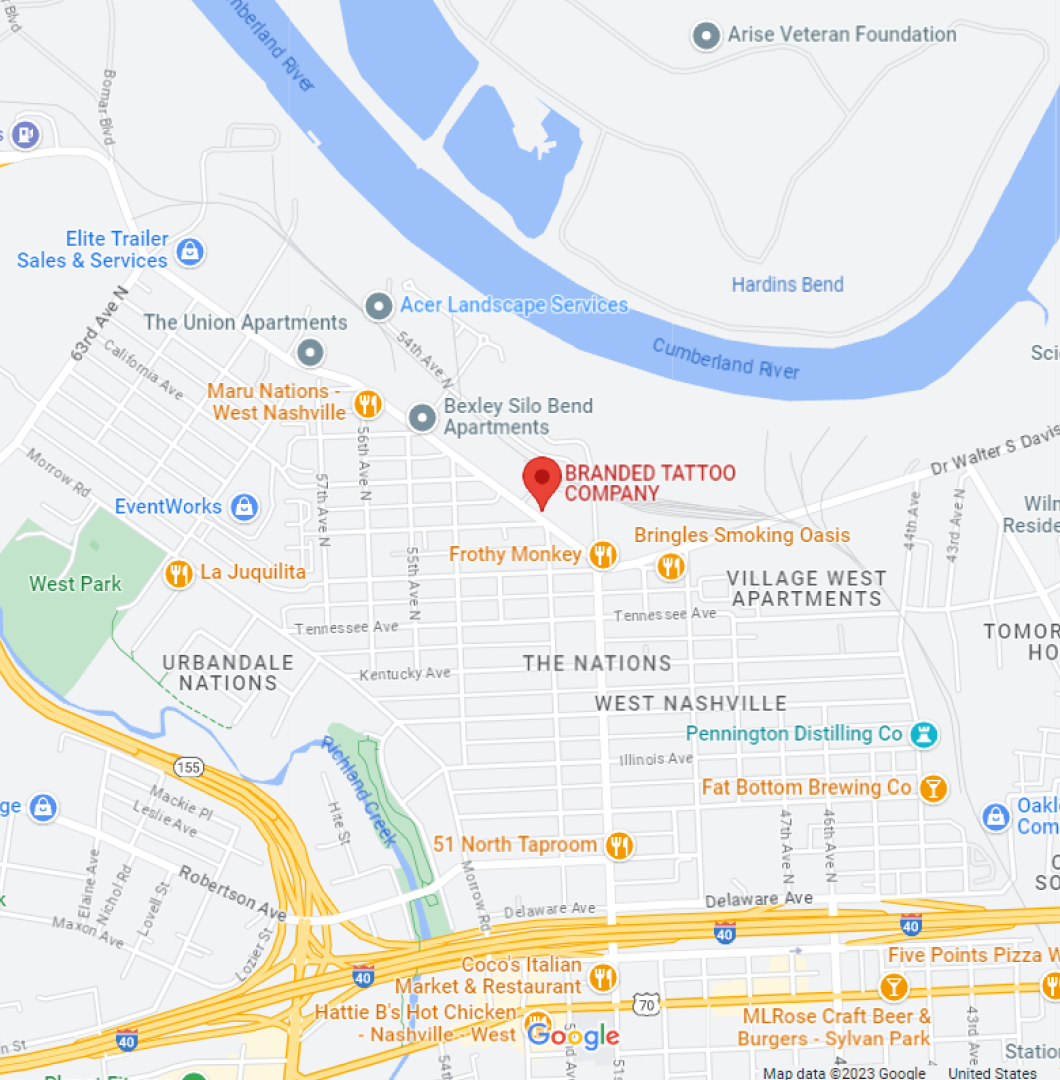 Cumberland River
Arise Veteran Foundation
Bomar Blvd
Elite Trailer
Sales & Services
Hardins Bend
63rd Ave N
Acer Landscape Services
The Union Apartments
California Ave
54th Ave N
Cumberland River
Maru Nations -
West Nashville
Bexley Silo Bend
Apartments
56th Ave N
Dr Walter S Davis
Morrow Rd
57th Ave N
BRANDED TATTOO
COMPANY
EventWorks
44th Ave
43rd Ave N
Bringles Smoking Oasis
Frothy Monkey
55th Ave N
La Juquilita
West Park
VILLAGE WEST
APARTMENTS
Tennessee Ave
Tennessee Ave
URBANDALE
NATIONS
THE NATIONS
Kentucky Ave
WEST NASHVILLE
Pennington Distilling Co
Richland Creek
155
Illinois Ave
Fat Bottom Brewing Co
Mackie Pl
Leslie Ave
Hite St
47th Ave N
46th Ave N
51 North Taproom
Elaine Ave
Nichol Rd
Lovell St
Robertson Ave
Morrow Rd
Delaware Ave
Delaware Ave
Maxon Ave
Lozier St
40
40
40
40
Coco's Italian
Market & Restaurant
Five Points Pizza W
70
Hattie B's Hot Chicken
- Nashville - West
Google
MLRose Craft Beer &
Burgers - Sylvan Park
43rd Ave
Map data ©2023 Google
United States